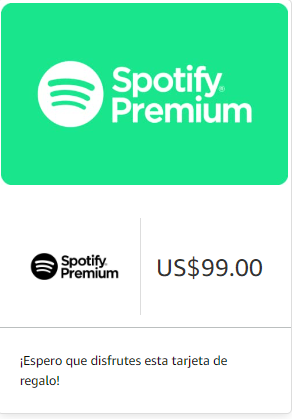 Spotify®
Premium
Spotify
Premium
US$99.00
¡Espero que disfrutes esta tarjeta de
regalo!